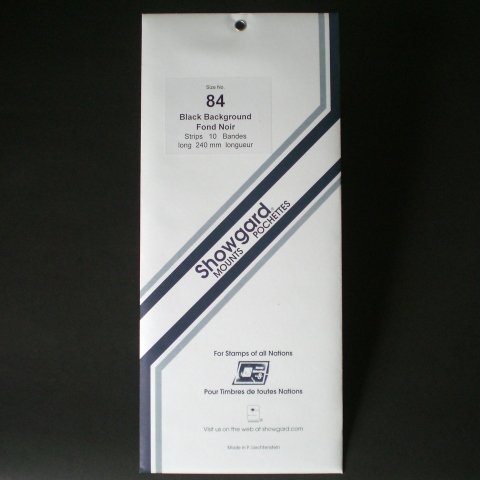 Size No.
84
Black Background
Fond Noir
Strips 10 Bandes
long 240 mm longueur
Showgard®
MOUNTS
POCHETTES
For Stamps of all Nations
Pour Timbres de toutes Nations
Visit us on the web at showgard.com
Made in F. Liechtenstein